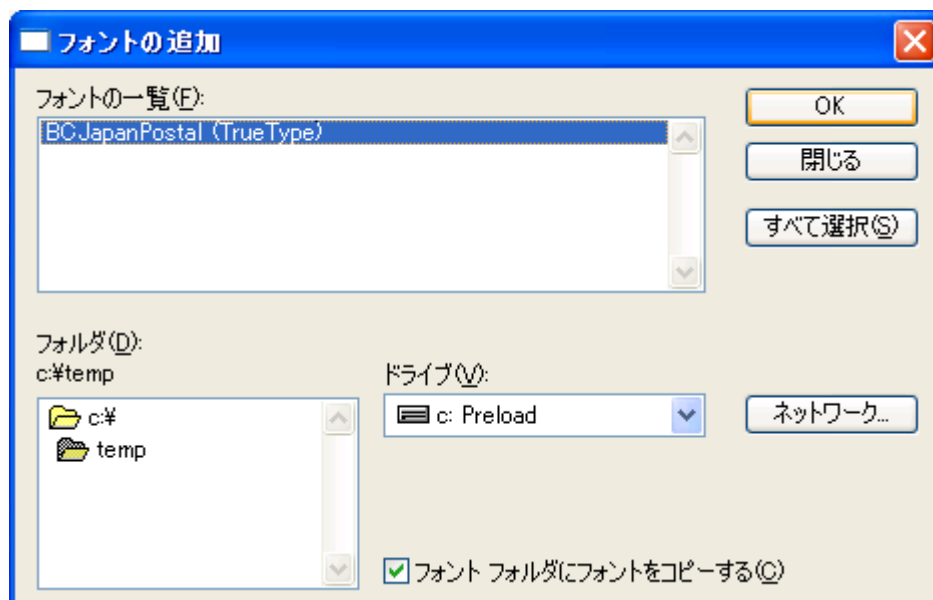 フォントの追加
フォントの一覧(F):
BCJapanPostal (TrueType)
OK
閉じる
すべて選択(S)
フォルダ(D):
c:¥temp
c:¥
temp
ドライブ(V):
c: Preload
ネットワーク...
フォント フォルダにフォントをコピーする(C)